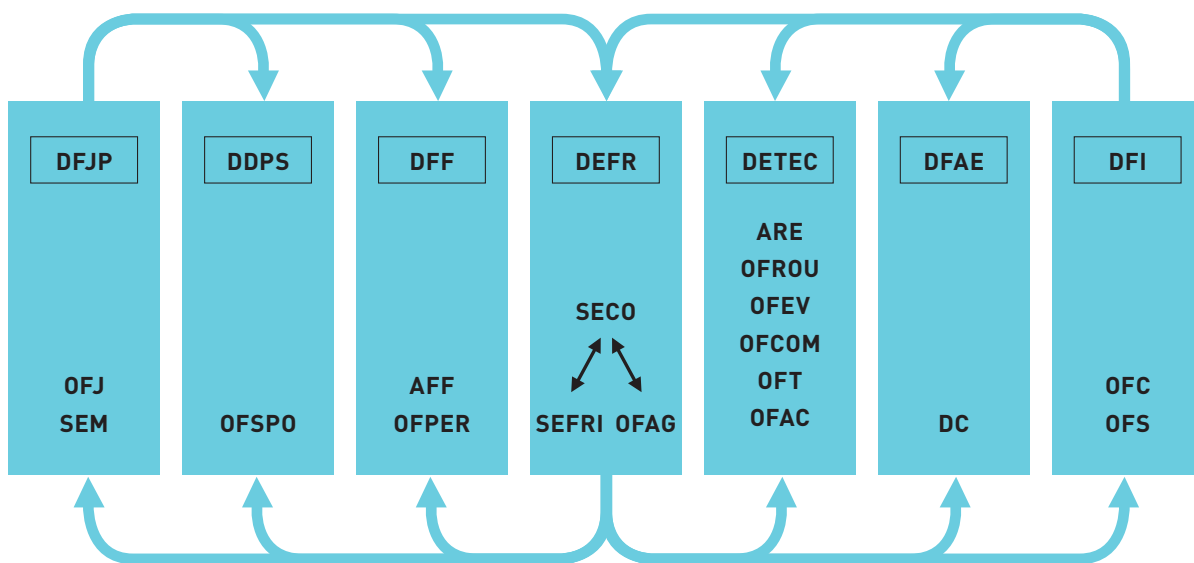 DFJP
OFJ
SEM
DDPS
OFSPO
DFF
AFF
OFPER
DEFR
SECO
SEFRI OFAG
DETEC
ARE
OFROU
OFEV
OFCOM
OFT
OFAC
DFAE
DC
DFI
OFC
OFS